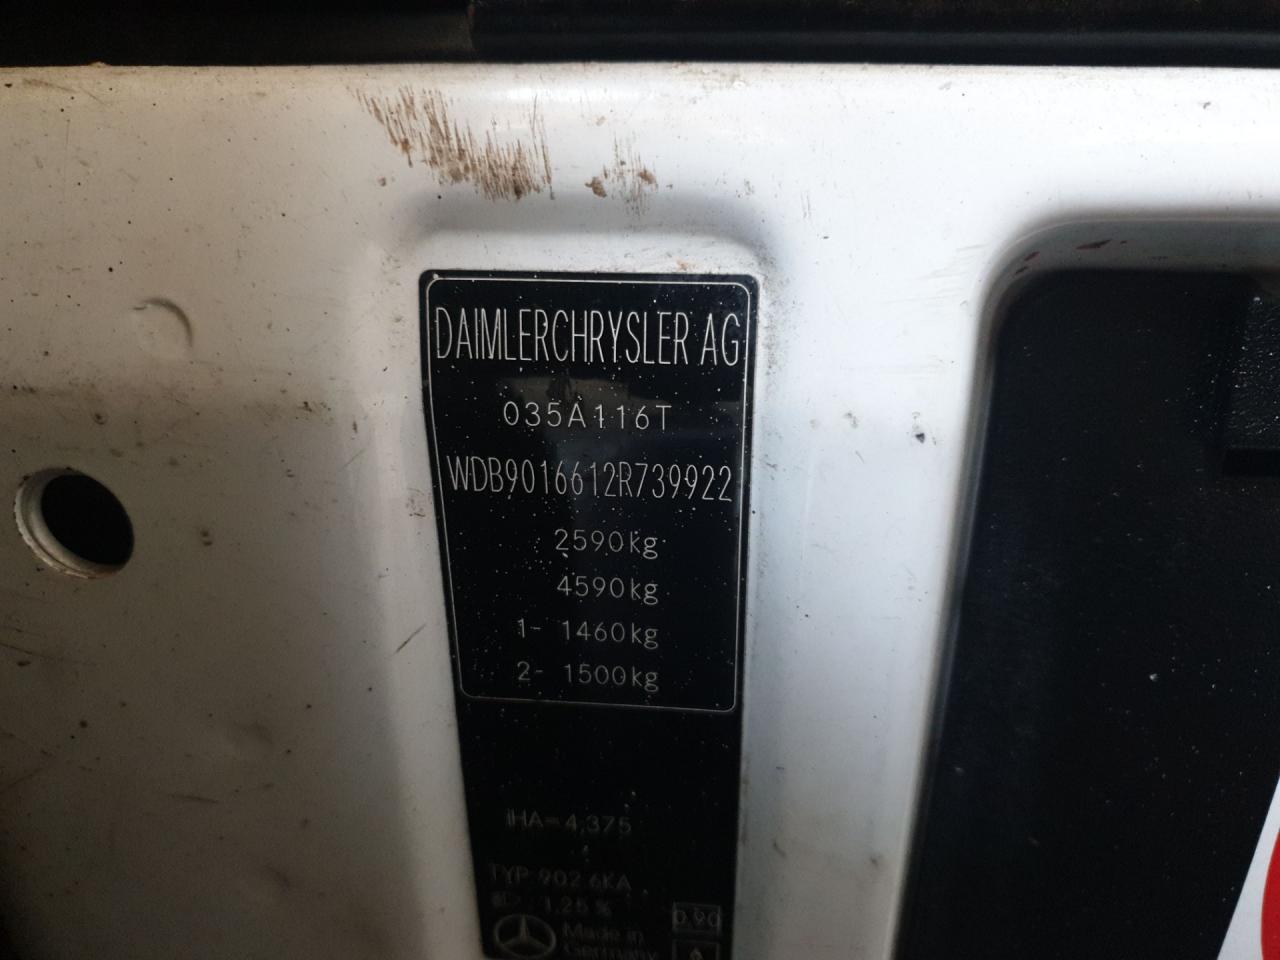 DAIMLERCHRYSLER AG
035A116T
WDB9016612R739922
2590kg
4590kg
1- 1460kg
2- 1500kg
iHA=4,375
TYP 902.6KA
1,25%
0.90
Made in
Germany